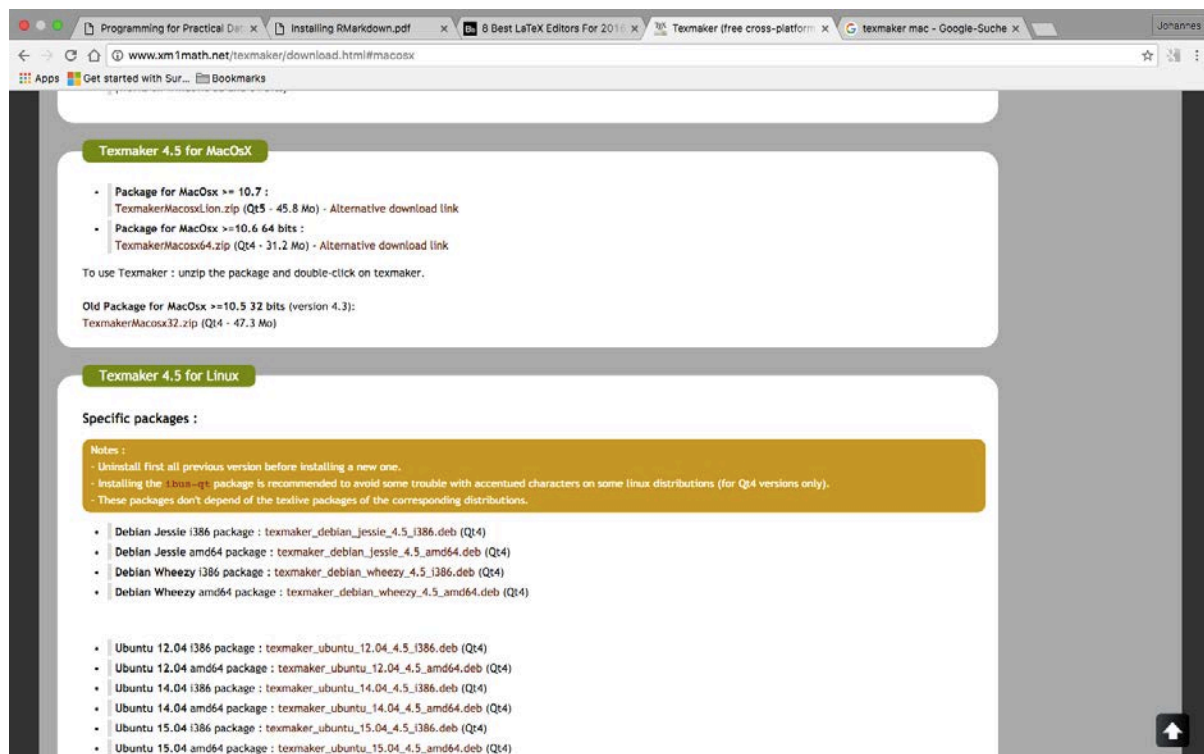 Programming for Practical Dat
Installing RMarkdown.pdf
8 Best LaTeX Editors For 2016
Texmaker (free cross-platform
texmaker mac - Google-Suche
Johannes
www.xm1math.net/texmaker/download.html#macosx
Apps
Get started with Sur...
Bookmarks
Texmaker 4.5 for MacOsX
• Package for MacOsx >= 10.7 :
TexmakerMacosxLion.zip (Qt5 - 45.8 Mo) - Alternative download link
• Package for MacOsx >=10.6 64 bits :
TexmakerMacosx64.zip (Qt4 - 31.2 Mo) - Alternative download link
To use Texmaker : unzip the package and double-click on texmaker.
Old Package for MacOsx >=10.5 32 bits (version 4.3):
TexmakerMacosx32.zip (Qt4 - 47.3 Mo)
Texmaker 4.5 for Linux
Specific packages :
Notes :
- Uninstall first all previous version before installing a new one.
- Installing the ibus-qt package is recommended to avoid some trouble with accentued characters on some linux distributions (for Qt4 versions only).
- These packages don't depend of the texlive packages of the corresponding distributions.
• Debian Jessie i386 package : texmaker_debian_jessie_4.5_i386.deb (Qt4)
• Debian Jessie amd64 package : texmaker_debian_jessie_4.5_amd64.deb (Qt4)
• Debian Wheezy i386 package : texmaker_debian_wheezy_4.5_i386.deb (Qt4)
• Debian Wheezy amd64 package : texmaker_debian_wheezy_4.5_amd64.deb (Qt4)
• Ubuntu 12.04 i386 package : texmaker_ubuntu_12.04_4.5_i386.deb (Qt4)
• Ubuntu 12.04 amd64 package : texmaker_ubuntu_12.04_4.5_amd64.deb (Qt4)
• Ubuntu 14.04 i386 package : texmaker_ubuntu_14.04_4.5_i386.deb (Qt4)
• Ubuntu 14.04 amd64 package : texmaker_ubuntu_14.04_4.5_amd64.deb (Qt4)
• Ubuntu 15.04 i386 package : texmaker_ubuntu_15.04_4.5_i386.deb (Qt4)
• Ubuntu 15.04 amd64 package : texmaker_ubuntu_15.04_4.5_amd64.deb (Qt4)